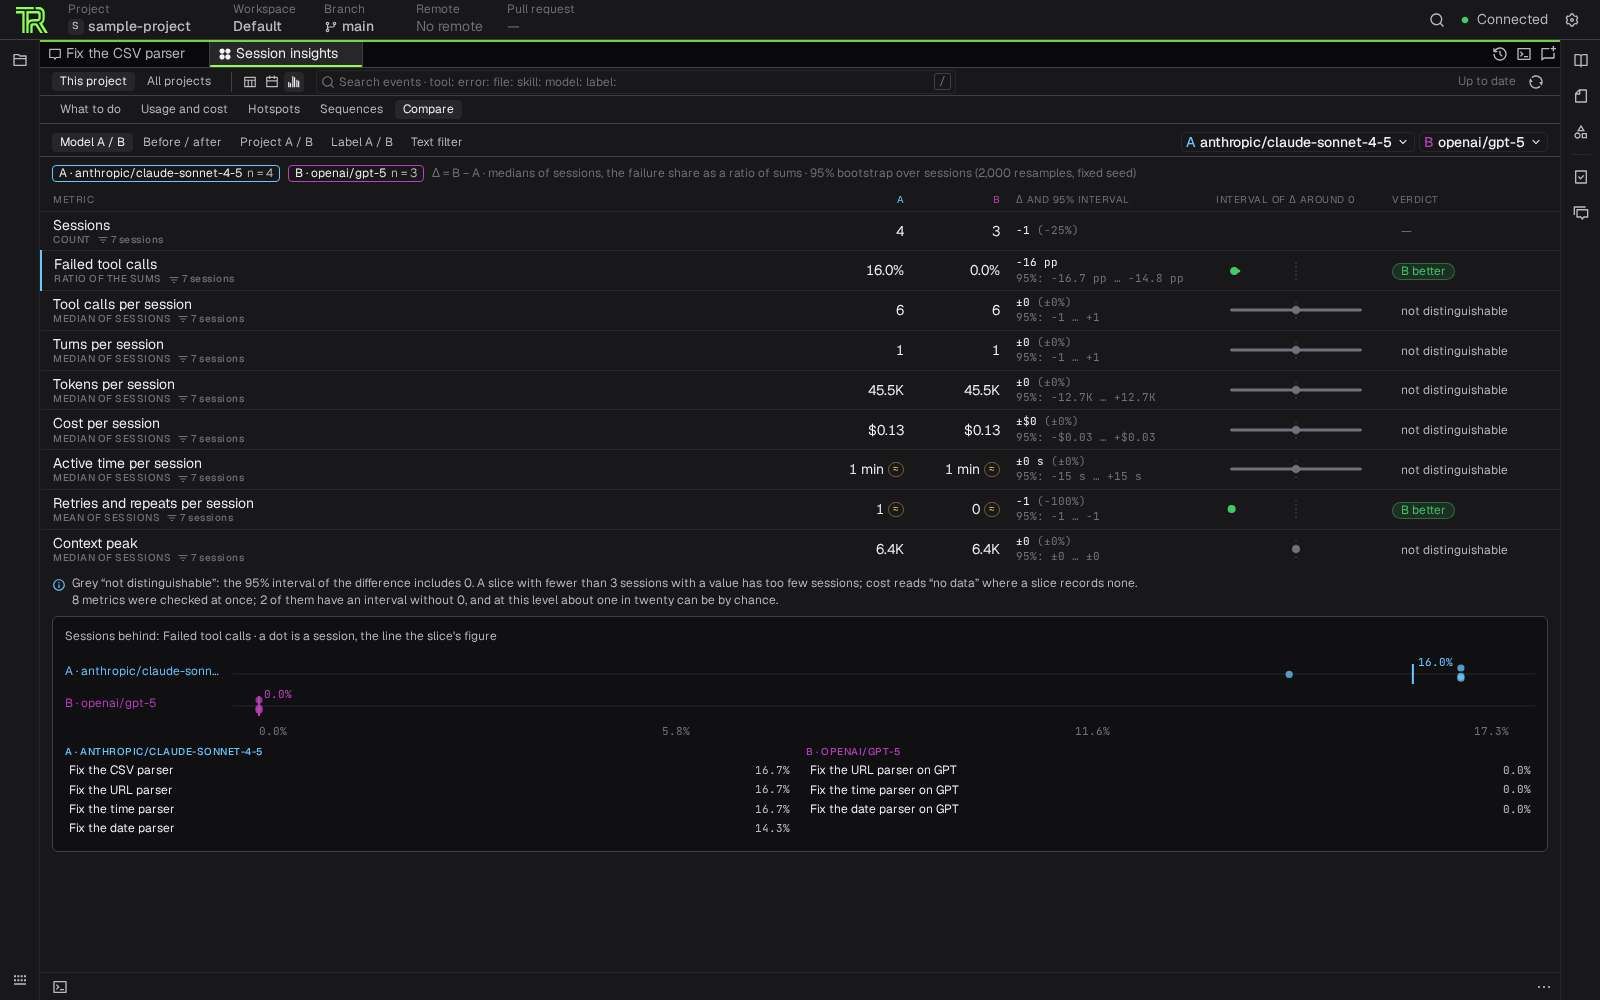 Project Workspace Branch Remote Pull request
S sample-project Default main No remote —
Connected
Fix the CSV parser Session insights
This project All projects Search events · tool: error: file: skill: model: label: / Up to date
What to do Usage and cost Hotspots Sequences Compare
Model A / B Before / after Project A / B Label A / B Text filter A anthropic/claude-sonnet-4-5 B openai/gpt-5
A · anthropic/claude-sonnet-4-5 n = 4 B · openai/gpt-5 n = 3 Δ = B − A · medians of sessions, the failure share as a ratio of sums · 95% bootstrap over sessions (2,000 resamples, fixed seed)
METRIC A B Δ AND 95% INTERVAL INTERVAL OF Δ AROUND 0 VERDICT
Sessions 4 3 -1 (-25%) —
COUNT 7 sessions
Failed tool calls 16.0% 0.0% -16 pp B better
RATIO OF THE SUMS 7 sessions 95%: -16.7 pp … -14.8 pp
Tool calls per session 6 6 ±0 (±0%) not distinguishable
MEDIAN OF SESSIONS 7 sessions 95%: -1 … +1
Turns per session 1 1 ±0 (±0%) not distinguishable
MEDIAN OF SESSIONS 7 sessions 95%: -1 … +1
Tokens per session 45.5K 45.5K ±0 (±0%) not distinguishable
MEDIAN OF SESSIONS 7 sessions 95%: -12.7K … +12.7K
Cost per session $0.13 $0.13 ±$0 (±0%) not distinguishable
MEDIAN OF SESSIONS 7 sessions 95%: -$0.03 … +$0.03
Active time per session 1 min ≈ 1 min ≈ ±0 s (±0%) not distinguishable
MEDIAN OF SESSIONS 7 sessions 95%: -15 s … +15 s
Retries and repeats per session 1 ≈ 0 ≈ -1 (-100%) B better
MEAN OF SESSIONS 7 sessions 95%: -1 … -1
Context peak 6.4K 6.4K ±0 (±0%) not distinguishable
MEDIAN OF SESSIONS 7 sessions 95%: ±0 … ±0
Grey “not distinguishable”: the 95% interval of the difference includes 0. A slice with fewer than 3 sessions with a value has too few sessions; cost reads “no data” where a slice records none.
8 metrics were checked at once; 2 of them have an interval without 0, and at this level about one in twenty can be by chance.
Sessions behind: Failed tool calls · a dot is a session, the line the slice's figure
A · anthropic/claude-sonn… 16.0%
B · openai/gpt-5 0.0%
0.0% 5.8% 11.6% 17.3%
A · ANTHROPIC/CLAUDE-SONNET-4-5 B · OPENAI/GPT-5
Fix the CSV parser 16.7% Fix the URL parser on GPT 0.0%
Fix the URL parser 16.7% Fix the time parser on GPT 0.0%
Fix the time parser 16.7% Fix the date parser on GPT 0.0%
Fix the date parser 14.3%